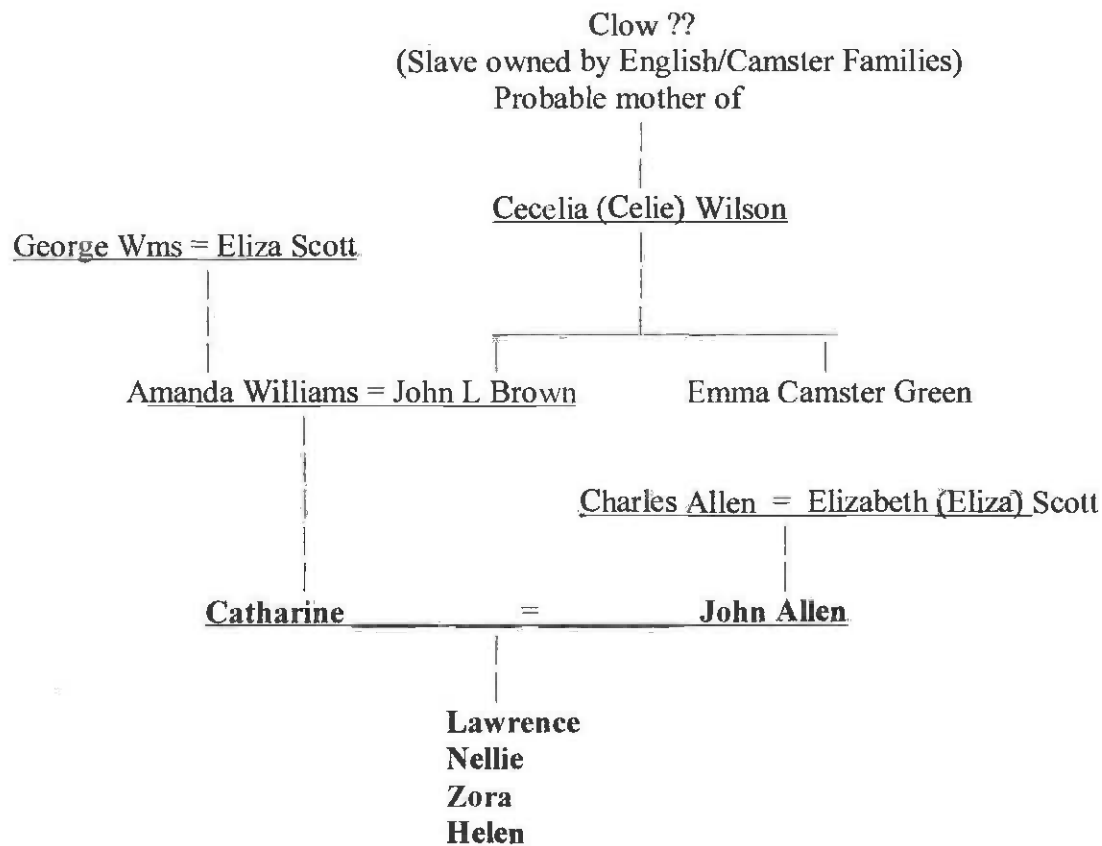 Clow ??
(Slave owned by English/Camster Families)
Probable mother of
Cecelia (Celie) Wilson
George Wms = Eliza Scott
Amanda Williams = John L Brown
Emma Camster Green
Charles Allen = Elizabeth (Eliza) Scott
Catharine = John Allen
Lawrence
Nellie
Zora
Helen